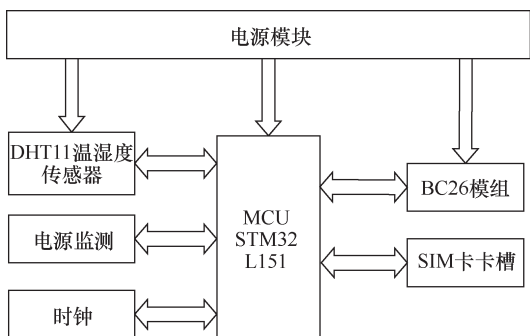 电源模块
DHT11温湿度
传感器
电源监测
时钟
MCU
STM32
L151
BC26模组
SIM卡卡槽